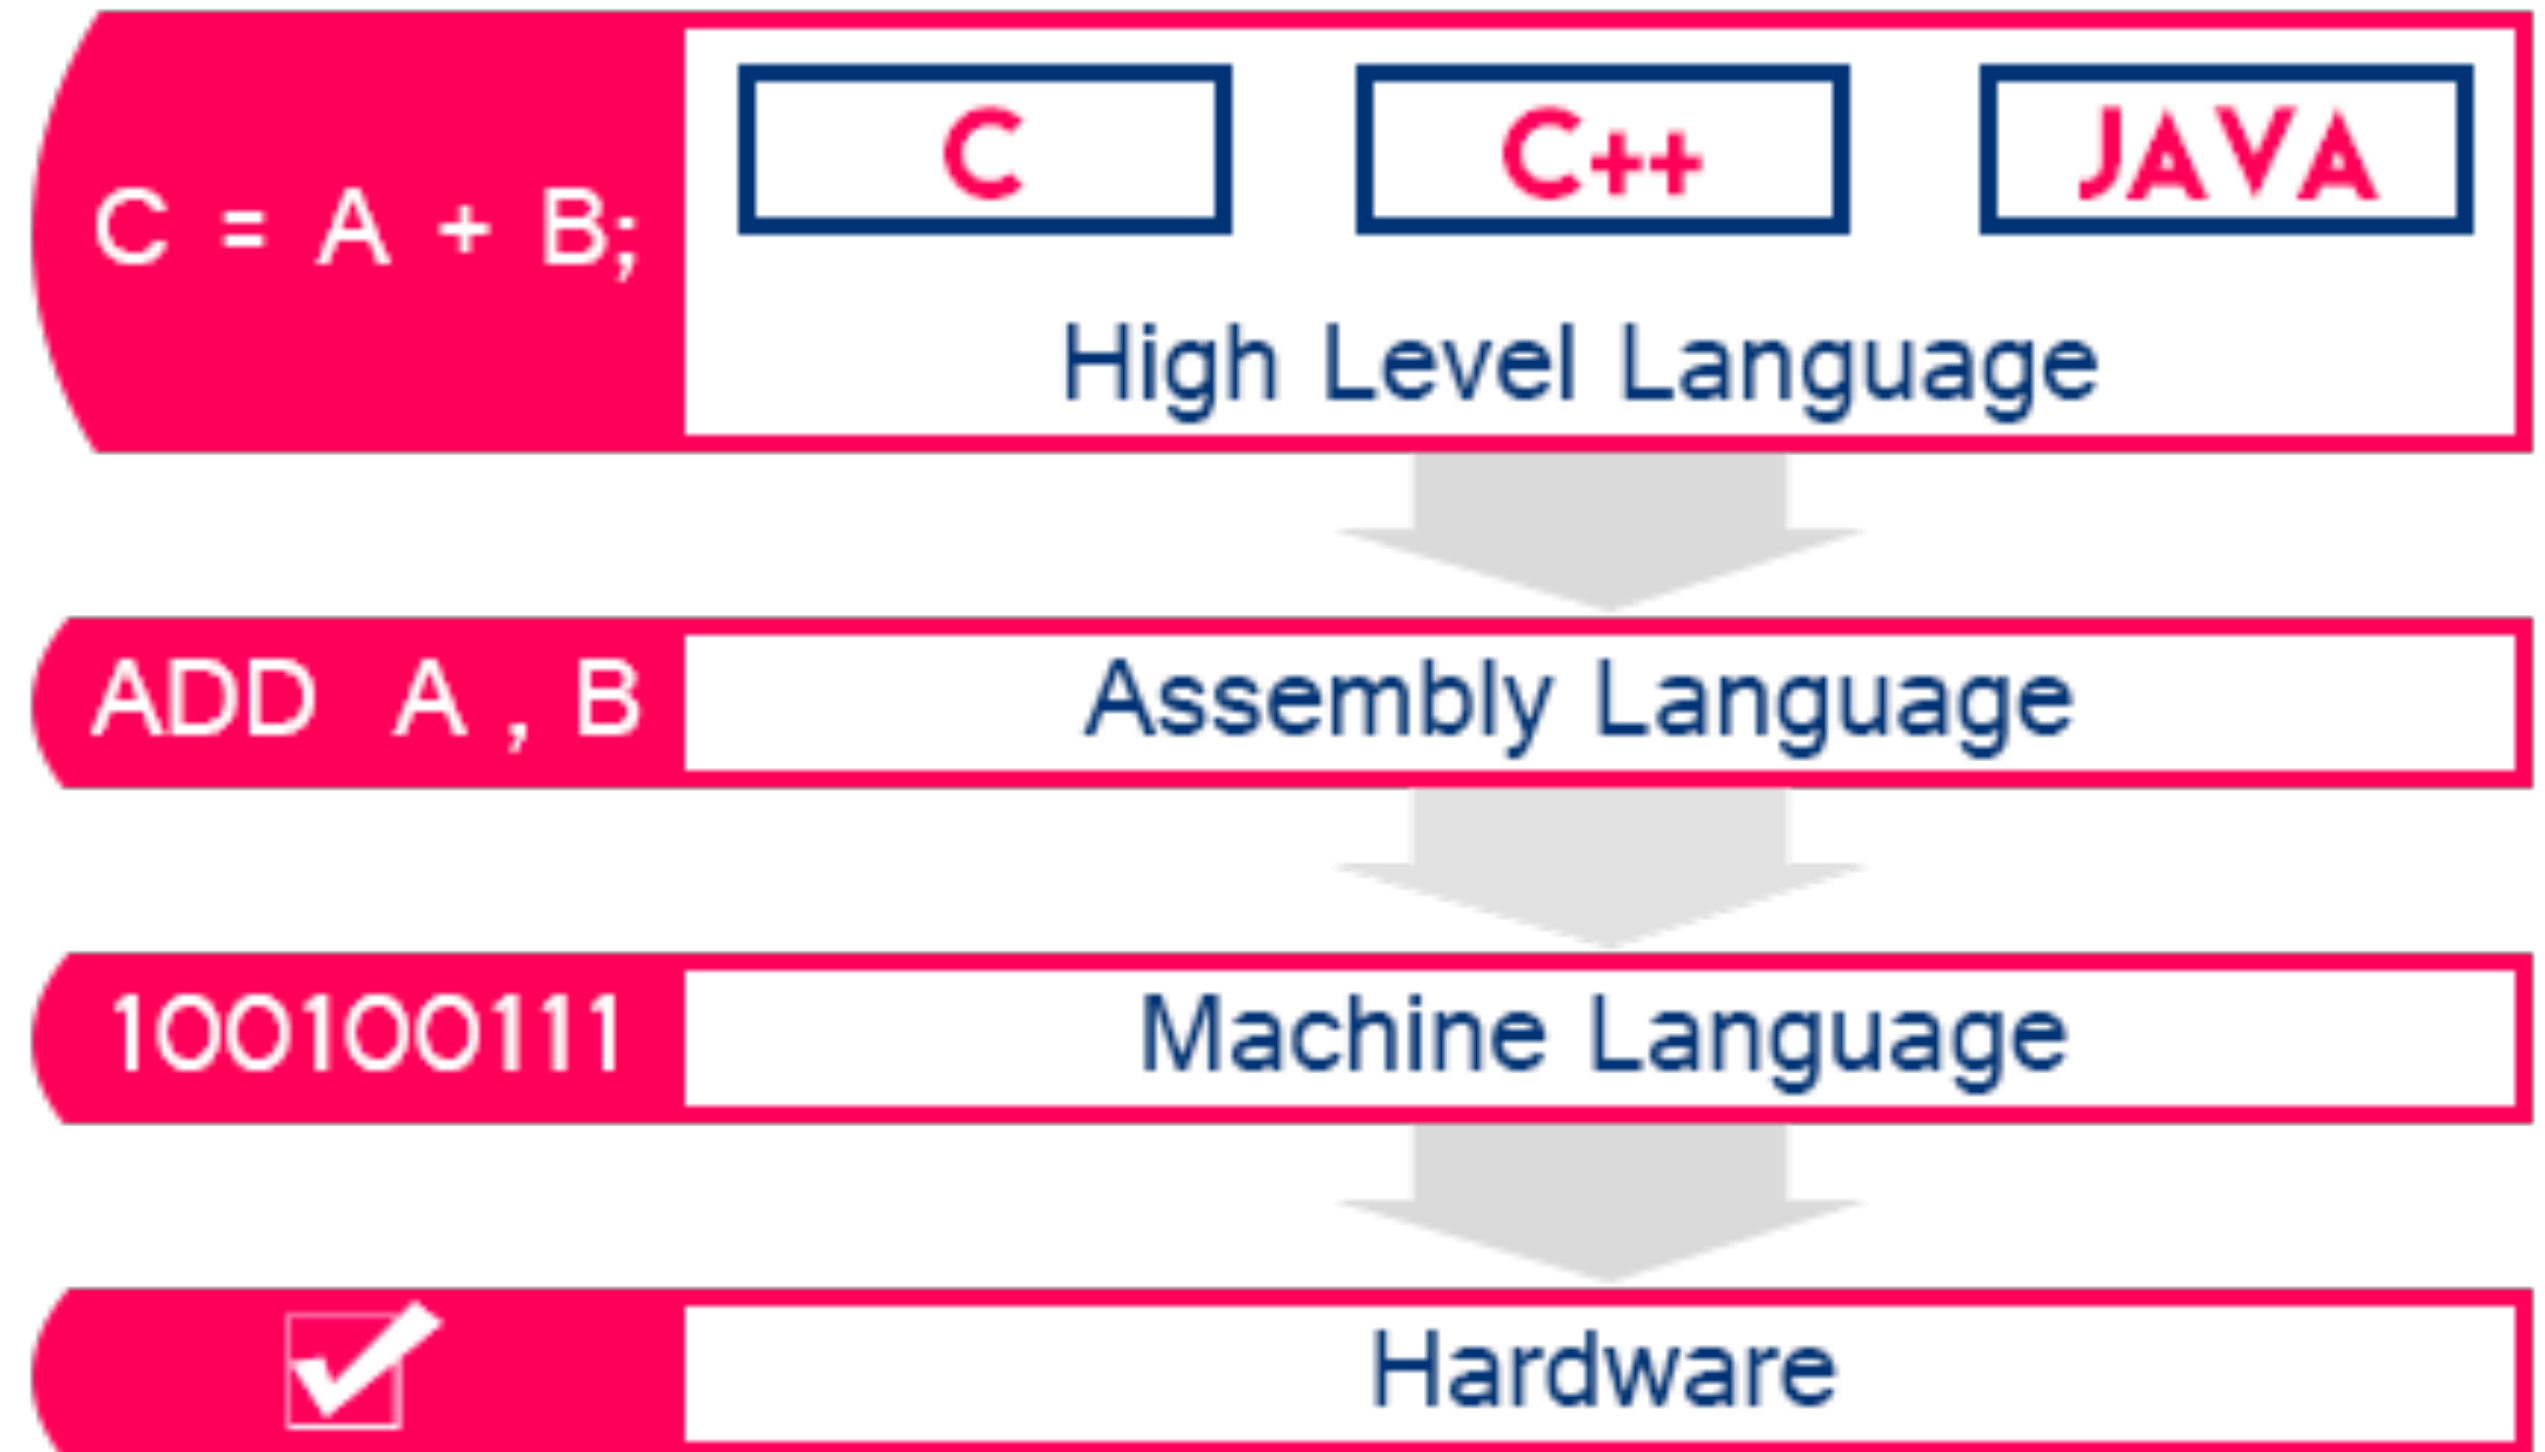 C = A + B;
C
C++
JAVA
High Level Language
ADD A , B
Assembly Language
100100111
Machine Language
Hardware